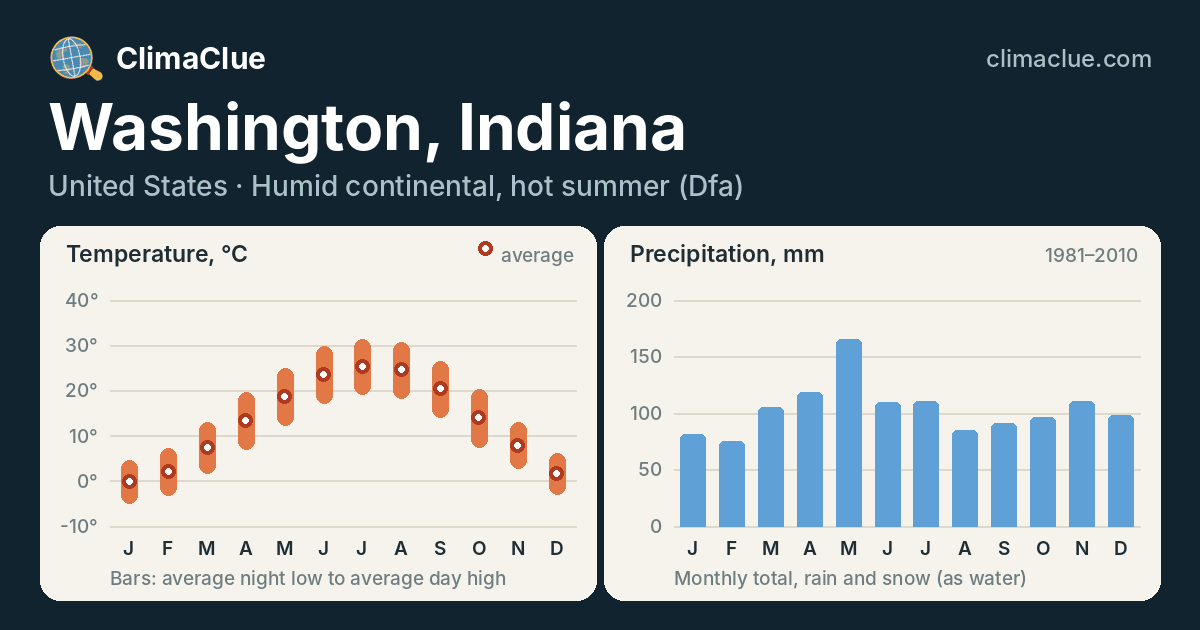 ClimaClue
climaclue.com
Washington, Indiana
United States · Humid continental, hot summer (Dfa)
Temperature, °C
average
40°
30°
20°
10°
0°
-10°
J F M A M J J A S O N D
Bars: average night low to average day high
Precipitation, mm
1981–2010
200
150
100
50
0
J F M A M J J A S O N D
Monthly total, rain and snow (as water)